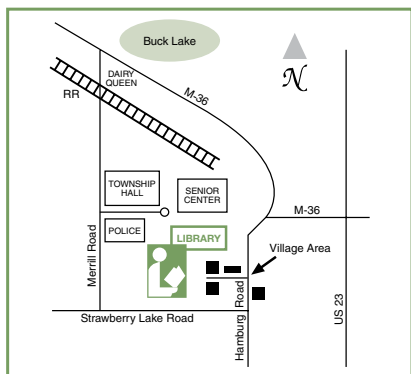 Buck Lake
DAIRY
QUEEN
M-36
N
RR
TOWNSHIP
HALL
SENIOR
CENTER
M-36
POLICE
LIBRARY
Village Area
Merrill Road
Hamburg Road
US 23
Strawberry Lake Road